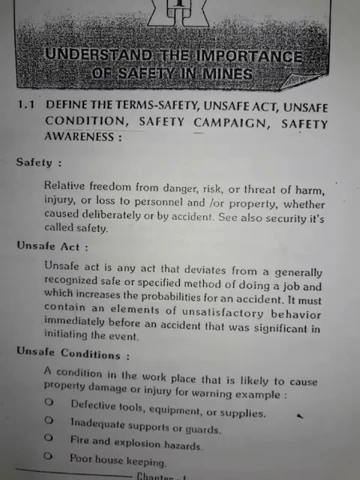 1
UNDERSTAND THE IMPORTANCE
OF SAFETY IN MINES
1.1 DEFINE THE TERMS-SAFETY, UNSAFE ACT, UNSAFE
CONDITION, SAFETY CAMPAIGN, SAFETY
AWARENESS :
Safety :
Relative freedom from danger, risk, or threat of harm,
injury, or loss to personnel and /or property, whether
caused deliberately or by accident. See also security it's
called safety.
Unsafe Act :
Unsafe act is any act that deviates from a generally
recognized safe or specified method of doing a job and
which increases the probabilities for an accident. It must
contain an elements of unsatisfactory behavior
immediately before an accident that was significant in
initiating the event.
Unsafe Conditions :
A condition in the work place that is likely to cause
property damage or injury for warning example :
Defective tools, equipment, or supplies.
Inadequate supports or guards.
Fire and explosion hazards.
Poor house keeping.
Chapter -